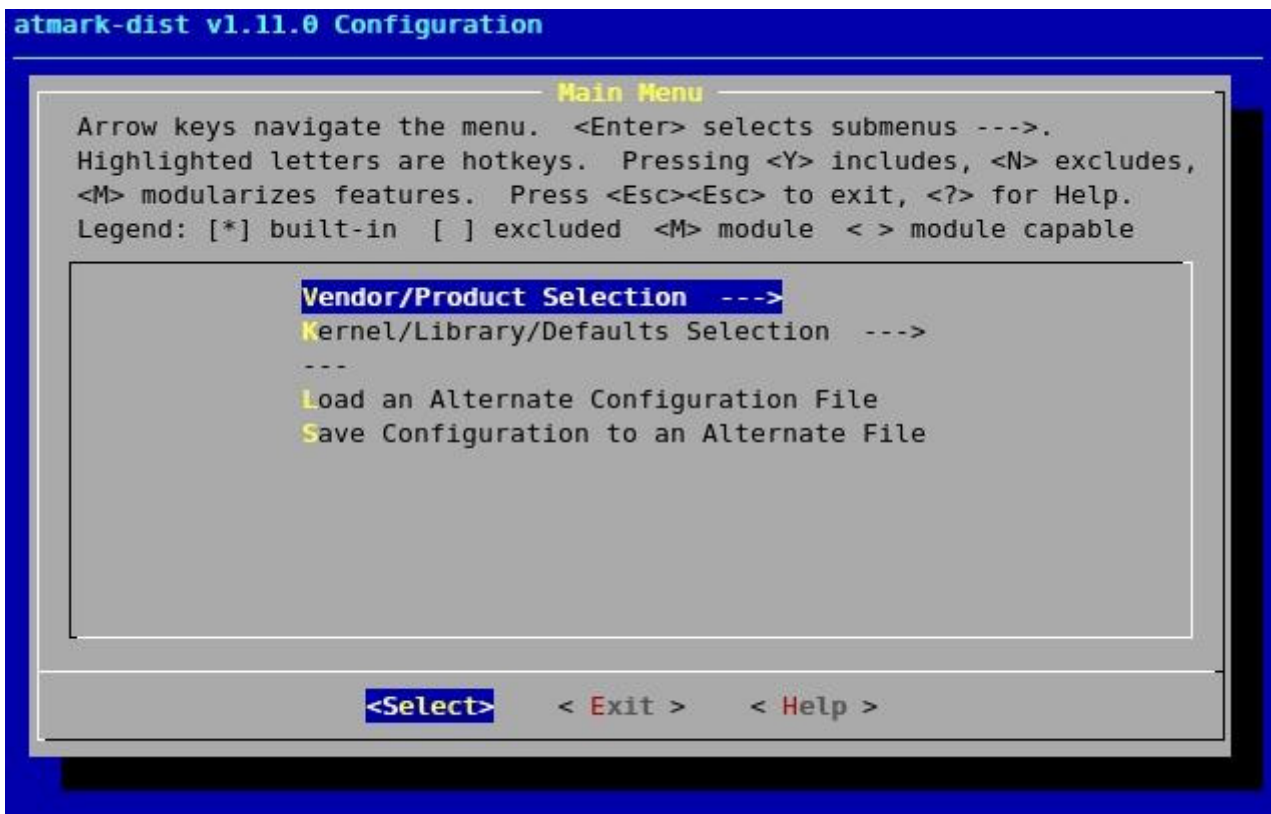 atmark-dist v1.11.0 Configuration
Main Menu
Arrow keys navigate the menu.  <Enter> selects submenus --->.
Highlighted letters are hotkeys.  Pressing <Y> includes, <N> excludes,
<M> modularizes features.  Press <Esc><Esc> to exit, <?> for Help.
Legend: [*] built-in  [ ] excluded  <M> module  < > module capable
Vendor/Product Selection  --->
Kernel/Library/Defaults Selection  --->
---
Load an Alternate Configuration File
Save Configuration to an Alternate File
<Select>    < Exit >    < Help >